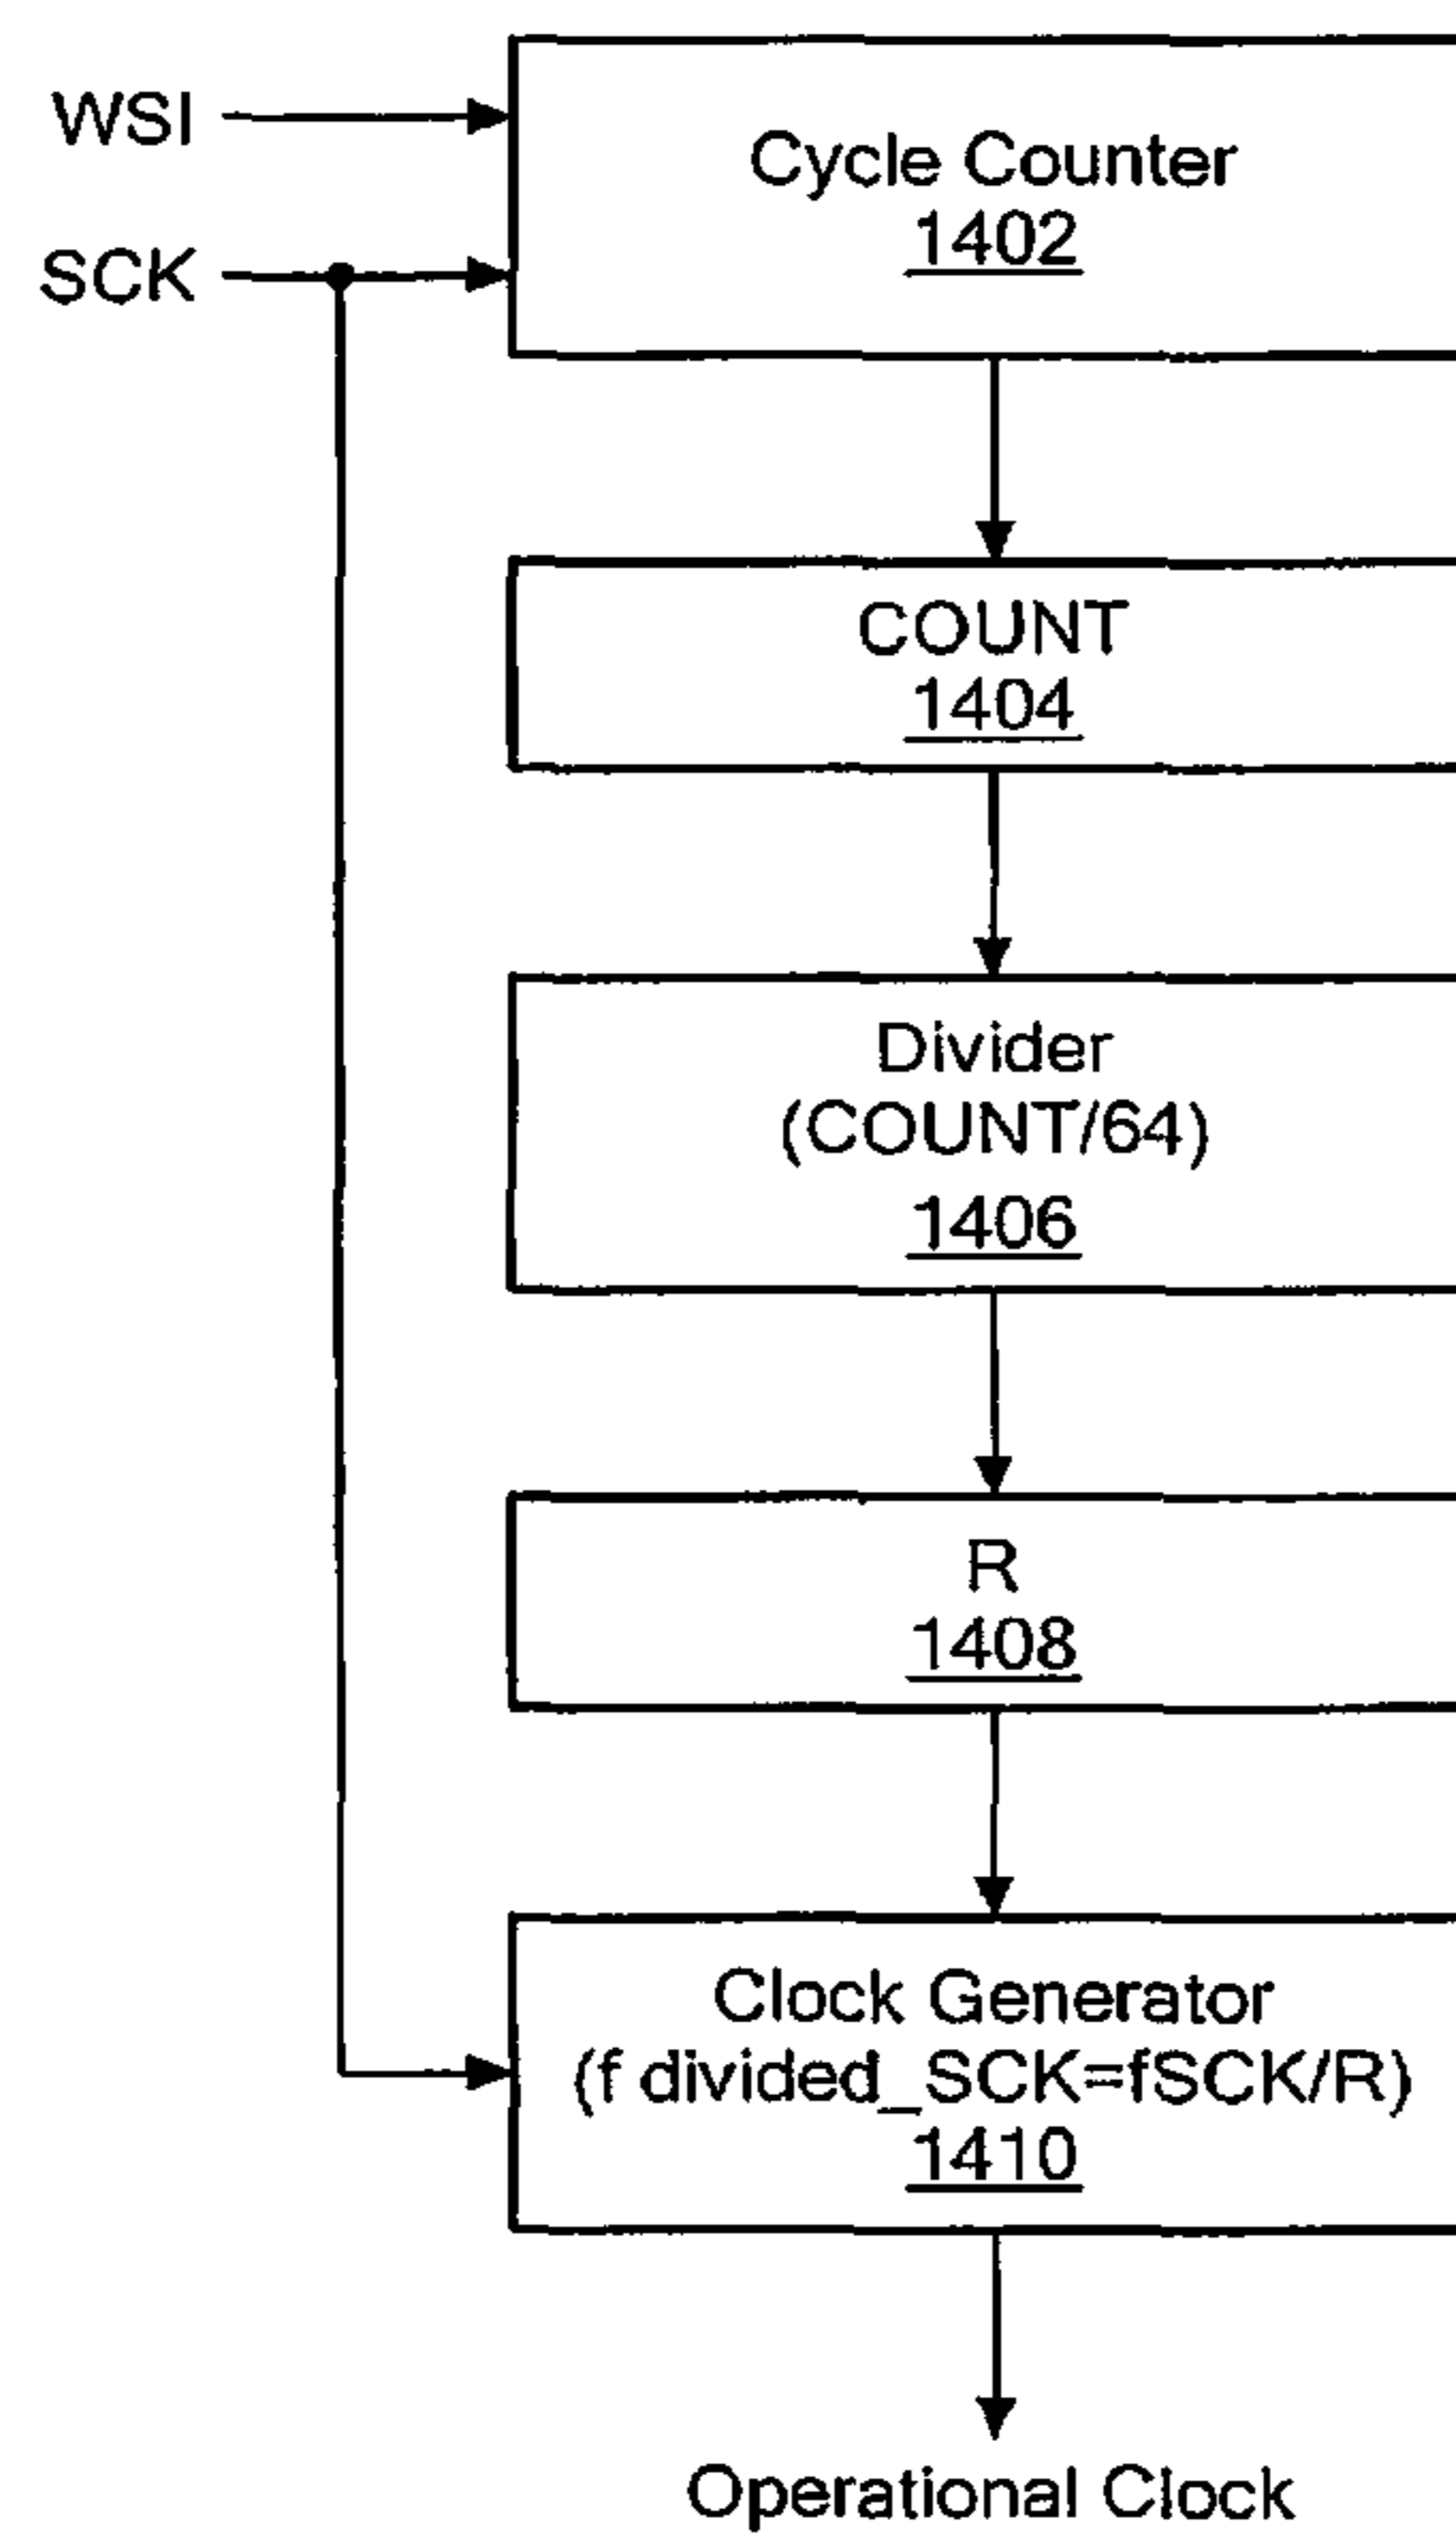 WSI
SCK
Cycle Counter
1402
COUNT
1404
Divider
(COUNT/64)
1406
R
1408
Clock Generator
(f divided_SCK=fSCK/R)
1410
Operational Clock